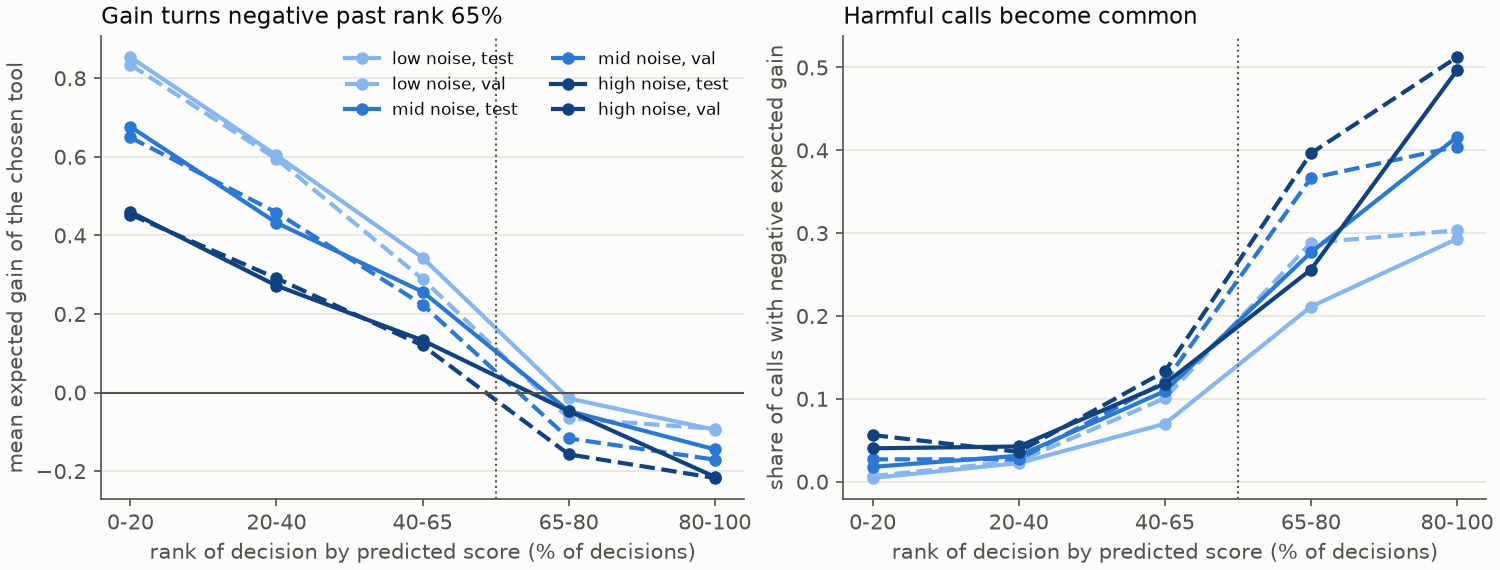 Gain turns negative past rank 65%
mean expected gain of the chosen tool
0.8
0.6
0.4
0.2
0.0
−0.2
low noise, test
low noise, val
mid noise, test
mid noise, val
high noise, test
high noise, val
0-20
20-40
40-65
65-80
80-100
rank of decision by predicted score (% of decisions)
Harmful calls become common
share of calls with negative expected gain
0.5
0.4
0.3
0.2
0.1
0.0
0-20
20-40
40-65
65-80
80-100
rank of decision by predicted score (% of decisions)